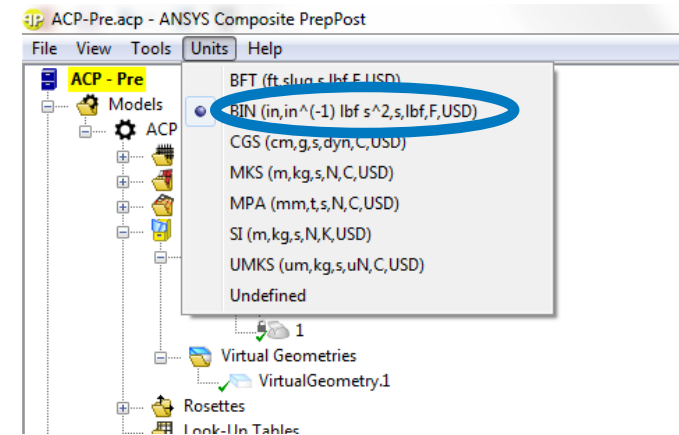 ACP-Pre.acp - ANSYS Composite PrepPost
File View Tools Units Help
ACP - Pre
BFT (ft,slug,s,lbf,F,USD)
Models
BIN (in,in^(-1) lbf s^2,s,lbf,F,USD)
ACP
CGS (cm,g,s,dyn,C,USD)
MKS (m,kg,s,N,C,USD)
MPA (mm,t,s,N,C,USD)
SI (m,kg,s,N,K,USD)
UMKS (um,kg,s,uN,C,USD)
Undefined
1
Virtual Geometries
VirtualGeometry.1
Rosettes
Look-Up Tables